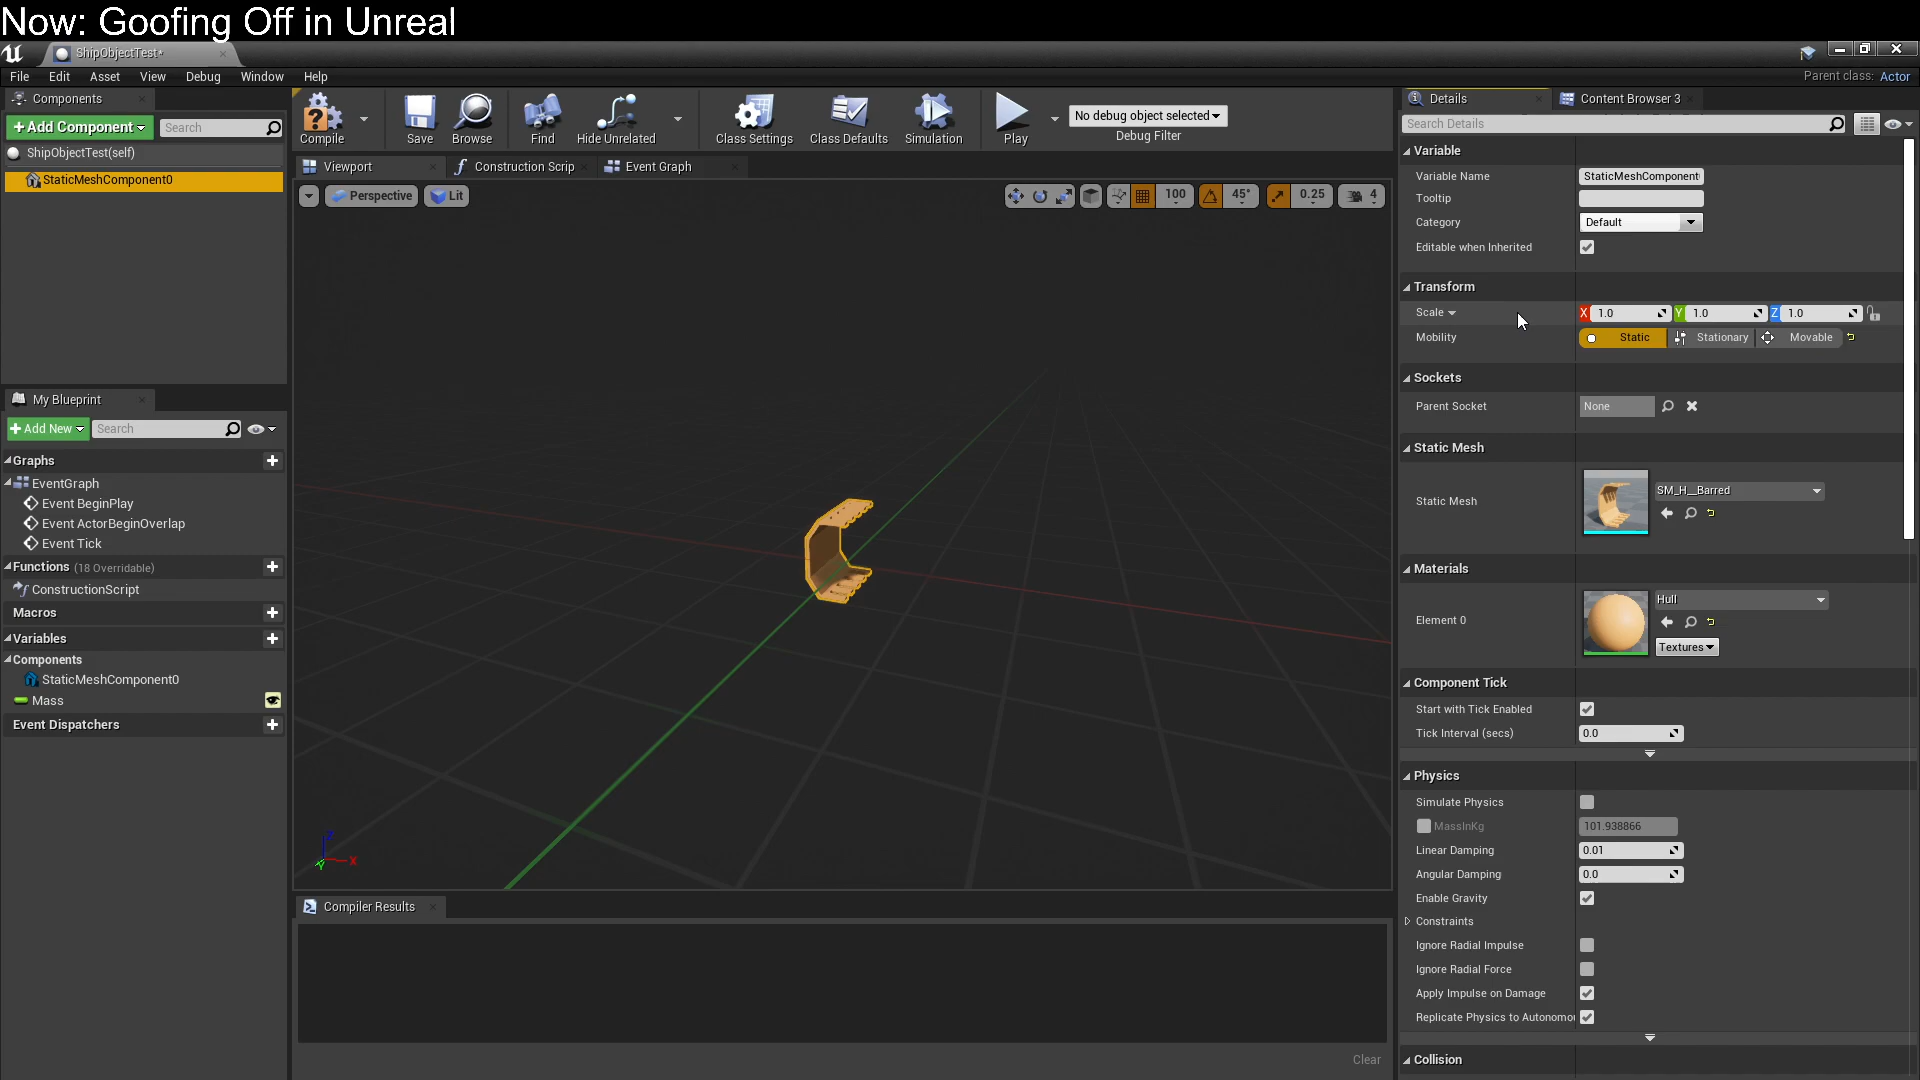 Now: Goofing Off in Unreal
ShipObjectTest*
File Edit Asset View Debug Window Help
Parent class: Actor
Components
+Add Component
Search
ShipObjectTest(self)
StaticMeshComponent0
Compile
Save
Browse
Find
Hide Unrelated
Class Settings
Class Defaults
Simulation
Play
No debug object selected
Debug Filter
Viewport
Construction Scrip
Event Graph
Perspective
Lit
100
45°
0.25
4
Z
X
Y
My Blueprint
+Add New
Search
Graphs
EventGraph
Event BeginPlay
Event ActorBeginOverlap
Event Tick
Functions (18 Overridable)
ConstructionScript
Macros
Variables
Components
StaticMeshComponent0
Mass
Event Dispatchers
Compiler Results
Clear
Details
Content Browser 3
Search Details
Variable
Variable Name StaticMeshComponent
Tooltip
Category Default
Editable when Inherited
Transform
Scale X 1.0 Y 1.0 Z 1.0
Mobility Static Stationary Movable
Sockets
Parent Socket None
Static Mesh
Static Mesh SM_H__Barred
Materials
Element 0 Hull
Textures
Component Tick
Start with Tick Enabled
Tick Interval (secs) 0.0
Physics
Simulate Physics
MassInKg 101.938866
Linear Damping 0.01
Angular Damping 0.0
Enable Gravity
Constraints
Ignore Radial Impulse
Ignore Radial Force
Apply Impulse on Damage
Replicate Physics to Autonomo
Collision